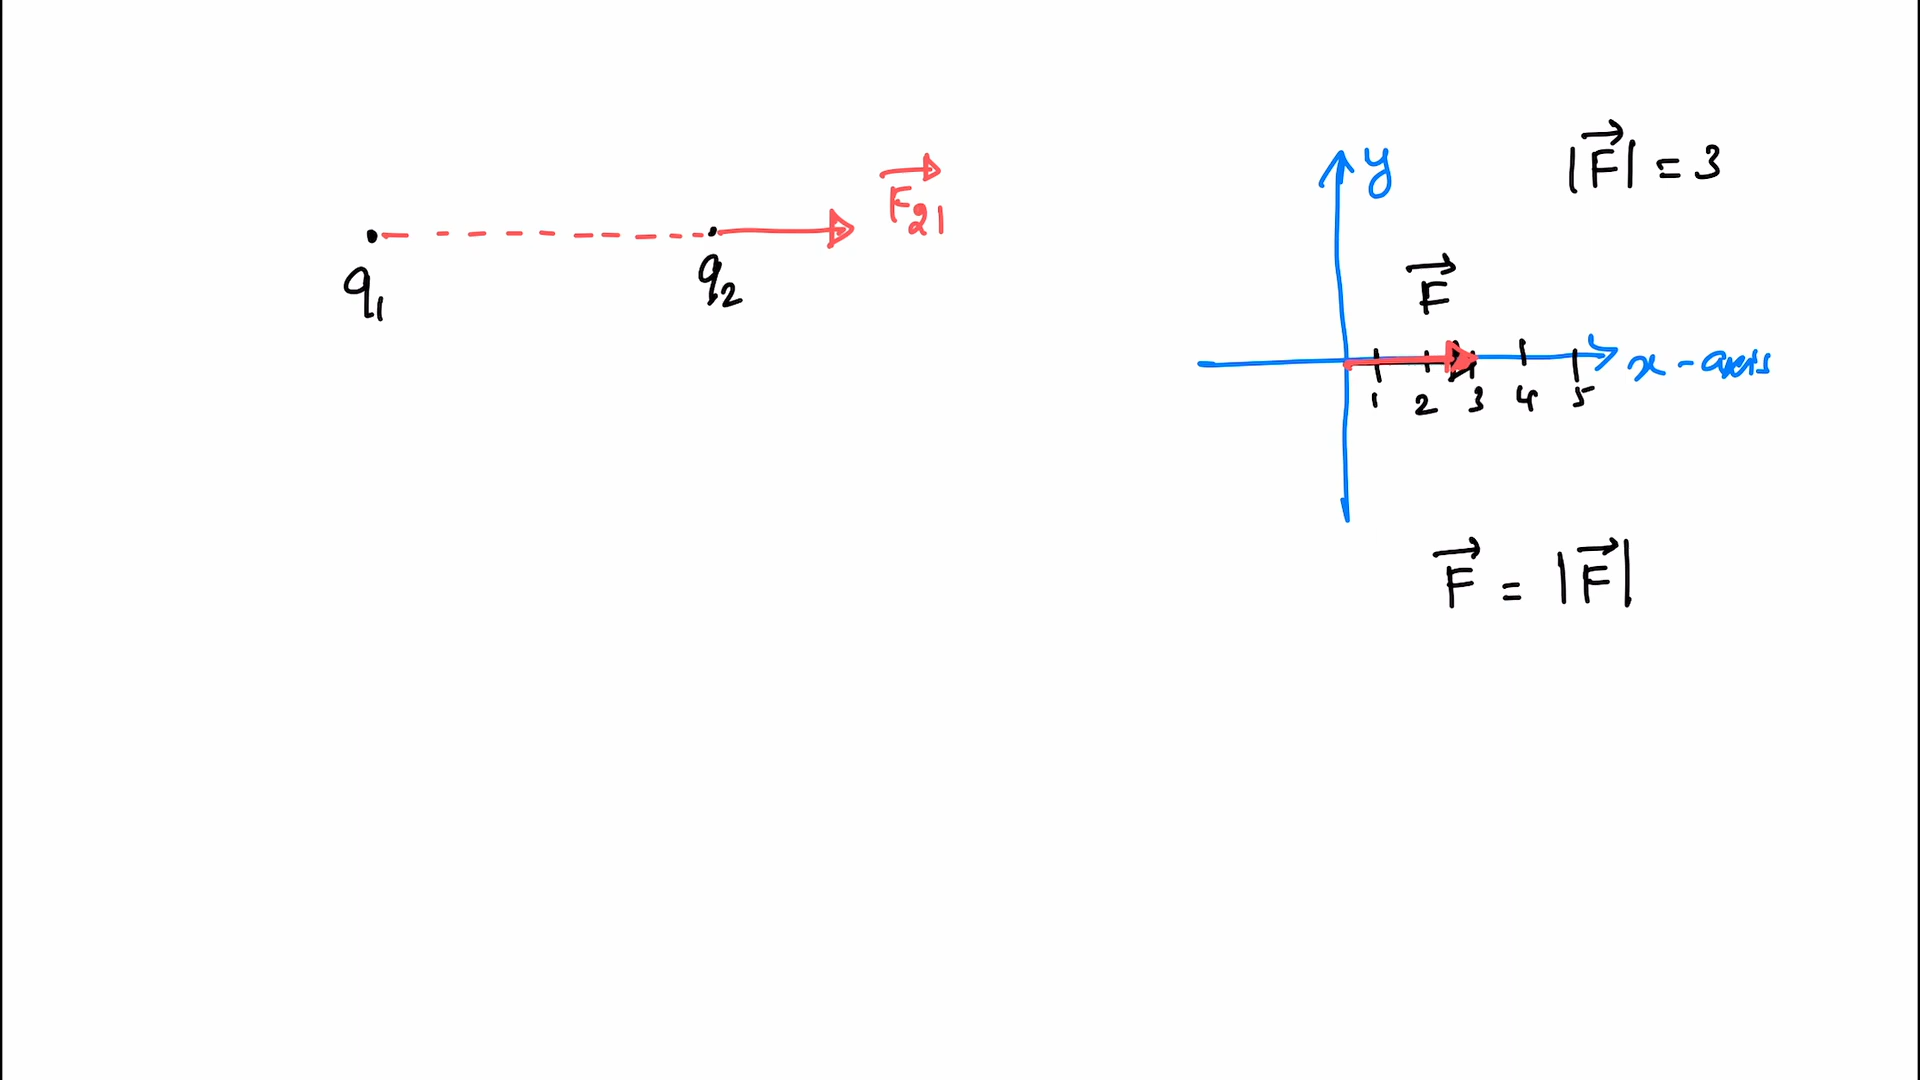 F⃗₂₁
q₁
q₂
|F⃗| = 3
y
F⃗
x - axis
1 2 3 4 5
F⃗ = |F⃗|